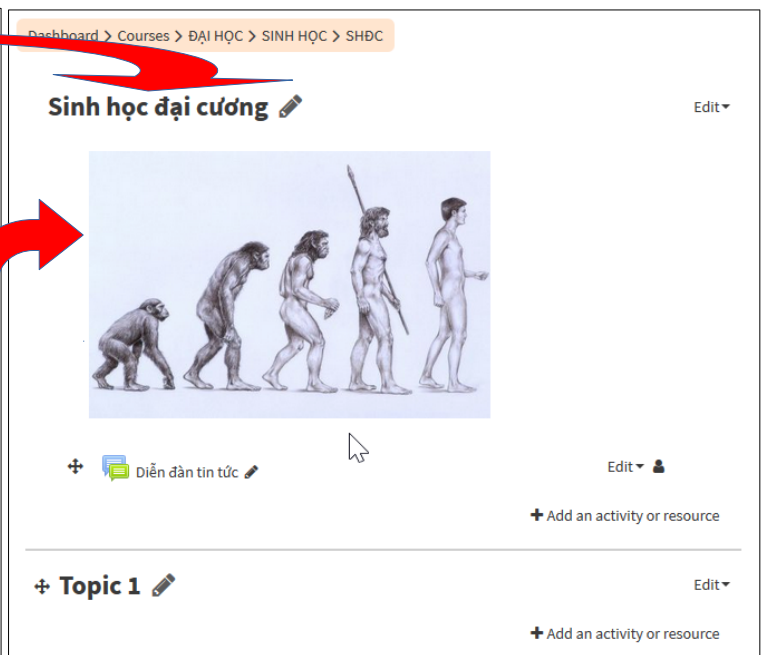 Dashboard > Courses > ĐẠI HỌC > SINH HỌC > SHĐC
Sinh học đại cương Edit
Diễn đàn tin tức Edit
+ Add an activity or resource
Topic 1 Edit
+ Add an activity or resource